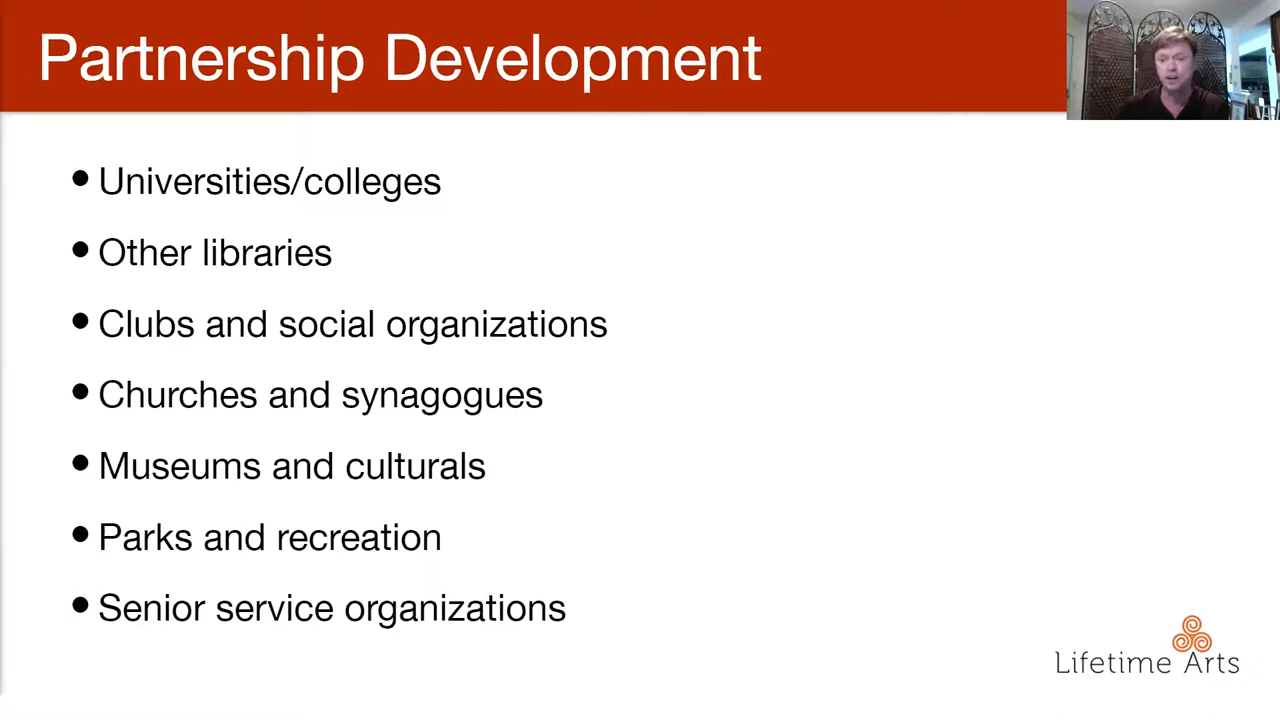 Partnership Development
• Universities/colleges
• Other libraries
• Clubs and social organizations
• Churches and synagogues
• Museums and culturals
• Parks and recreation
• Senior service organizations
Lifetime Arts